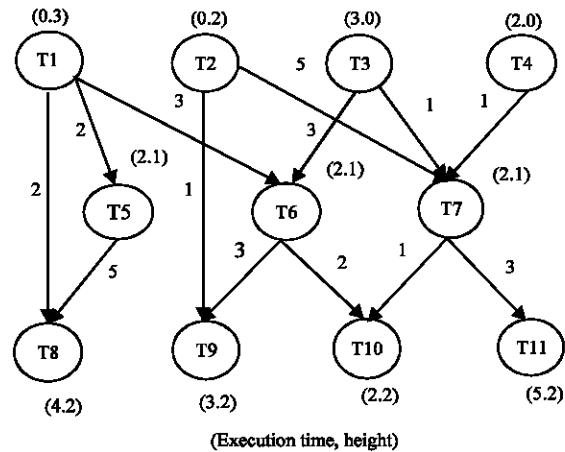 (0.3) (0.2) (3.0) (2.0)
T1 T2 5 T3 T4
3 1 1
2 3
(2.1) (2.1) (2.1)
2 T5 1 T6 T7
5 3 2 1 3
T8 T9 T10 T11
(4.2) (3.2) (2.2) (5.2)
(Execution time, height)